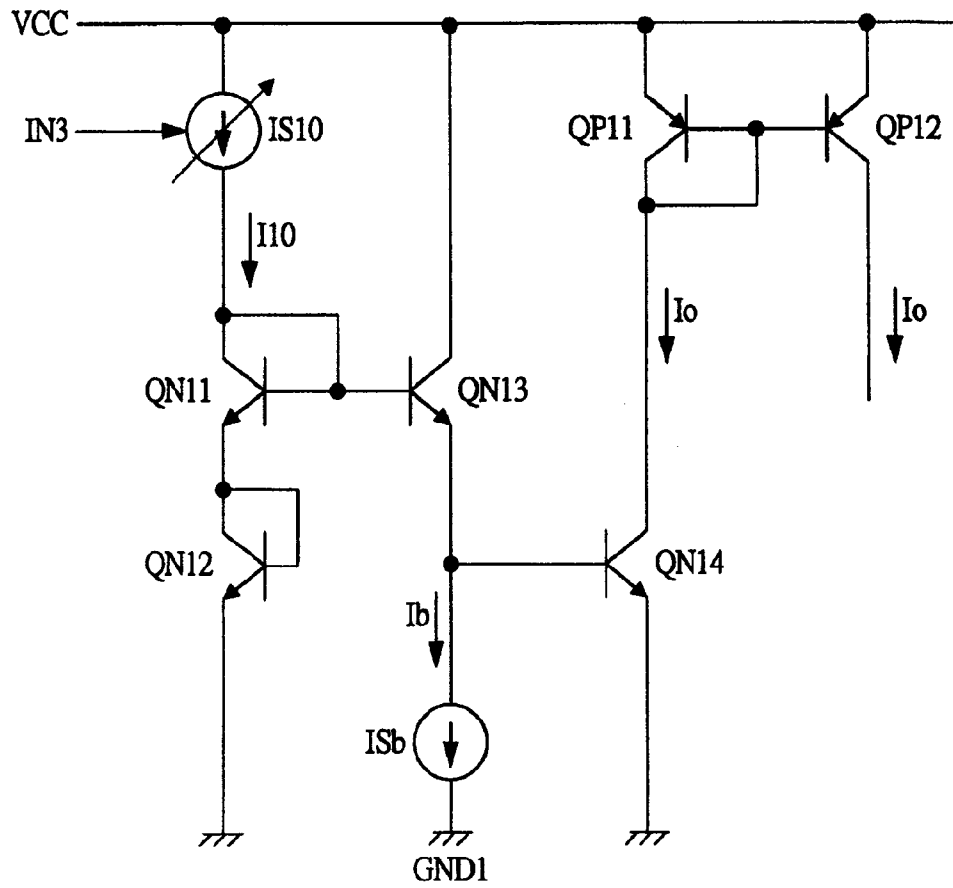 VCC
IN3
IS10
QP11
QP12
I10
Io
Io
QN11
QN13
QN12
QN14
Ib
ISb
GND1